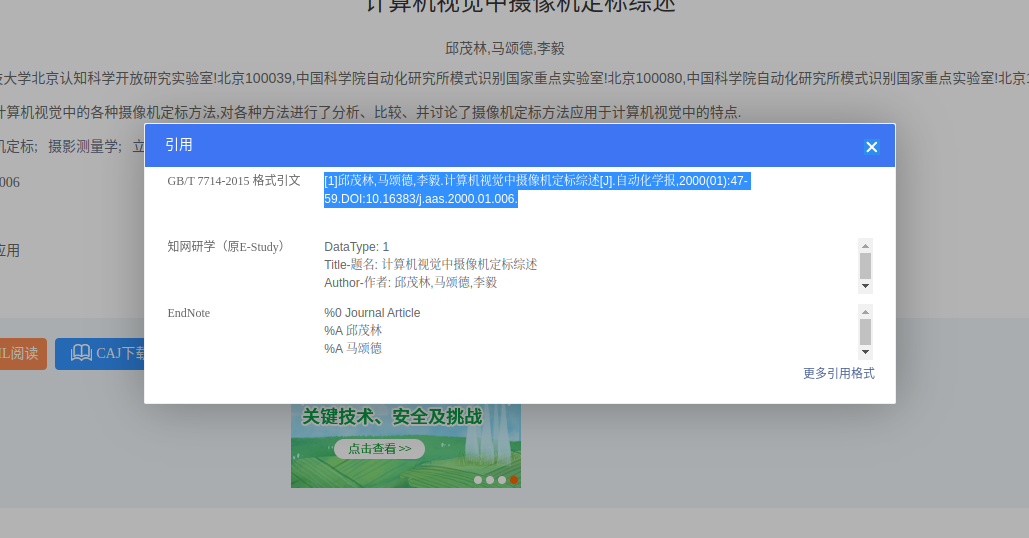 计算机视觉中摄像机定标综述
邱茂林,马颂德,李毅
技大学北京认知科学开放研究实验室!北京100039,中国科学院自动化研究所模式识别国家重点实验室!北京100080,中国科学院自动化研究所模式识别国家重点实验室!北京1
计算机视觉中的各种摄像机定标方法,对各种方法进行了分析、比较、并讨论了摄像机定标方法应用于计算机视觉中的特点.
机定标; 摄影测量学; 立
引用
006
GB/T 7714-2015 格式引文
[1]邱茂林,马颂德,李毅.计算机视觉中摄像机定标综述[J].自动化学报,2000(01):47-
59.DOI:10.16383/j.aas.2000.01.006.
应用
知网研学（原E-Study）
DataType: 1
Title-题名: 计算机视觉中摄像机定标综述
Author-作者: 邱茂林,马颂德,李毅
EndNote
%0 Journal Article
%A 邱茂林
%A 马颂德
IL阅读
CAJ下载
更多引用格式
关键技术、安全及挑战
点击查看 >>